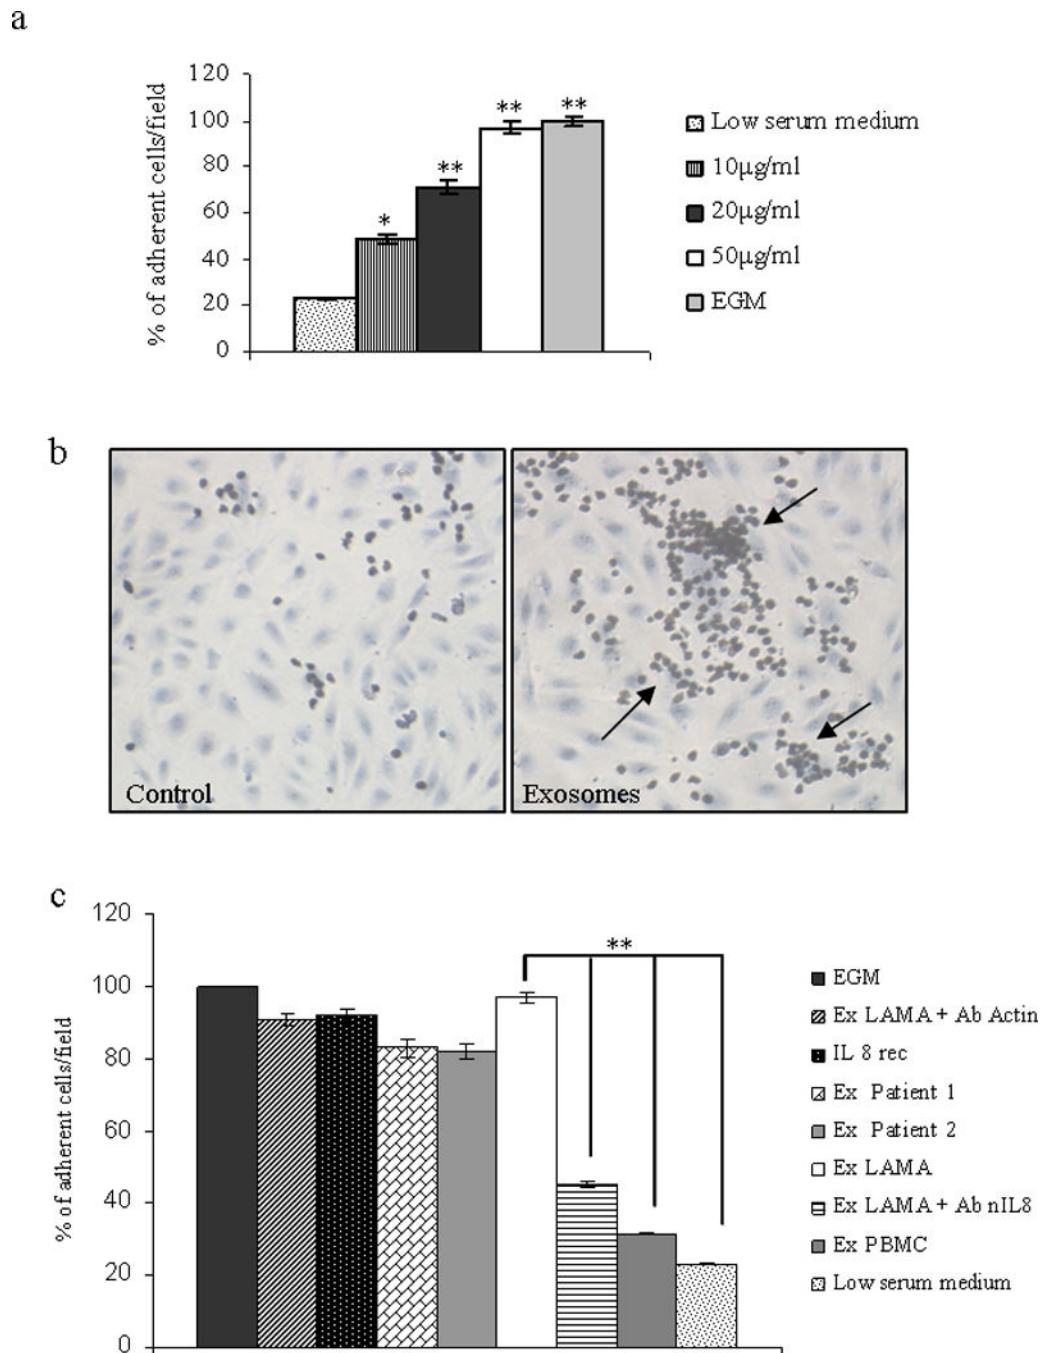 a
120
100
80
60
40
20
0
% of adherent cells/field
*
**
**
**
Low serum medium
10µg/ml
20µg/ml
50µg/ml
EGM
b
Control
Exosomes
c
120
100
80
60
40
20
0
% of adherent cells/field
**
EGM
Ex LAMA + Ab Actin
IL 8 rec
Ex Patient 1
Ex Patient 2
Ex LAMA
Ex LAMA + Ab nIL8
Ex PBMC
Low serum medium